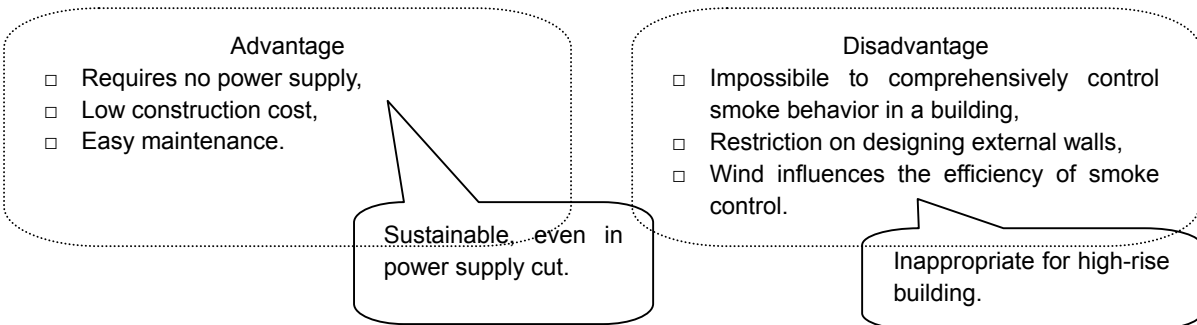 Advantage
□ Requires no power supply,
□ Low construction cost,
□ Easy maintenance.
Sustainable, even in
power supply cut.
Disadvantage
□ Impossibile to comprehensively control
smoke behavior in a building,
□ Restriction on designing external walls,
□ Wind influences the efficiency of smoke
control.
Inappropriate for high-rise
building.